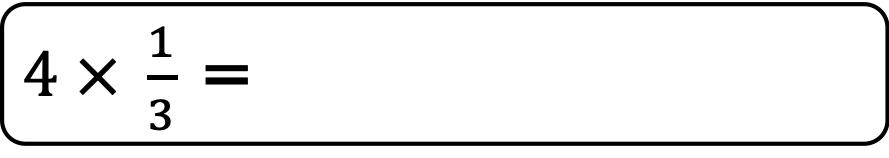 4 × 1/3 =